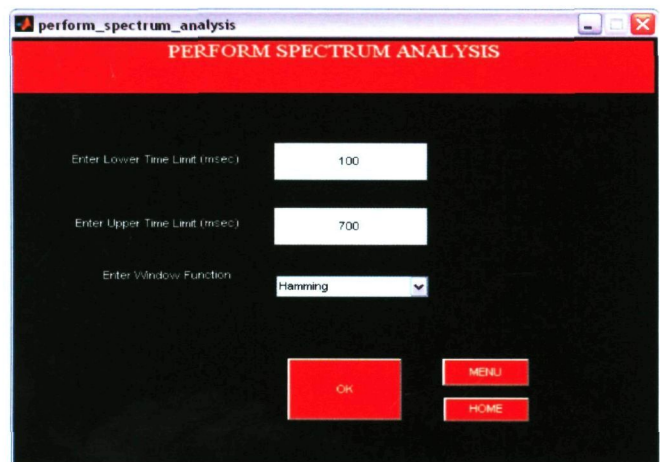 perform_spectrum_analysis
PERFORM SPECTRUM ANALYSIS
Enter Lower Time Limit (msec)
100
Enter Upper Time Limit (msec)
700
Enter Window Function
Hamming
OK
MENU
HOME